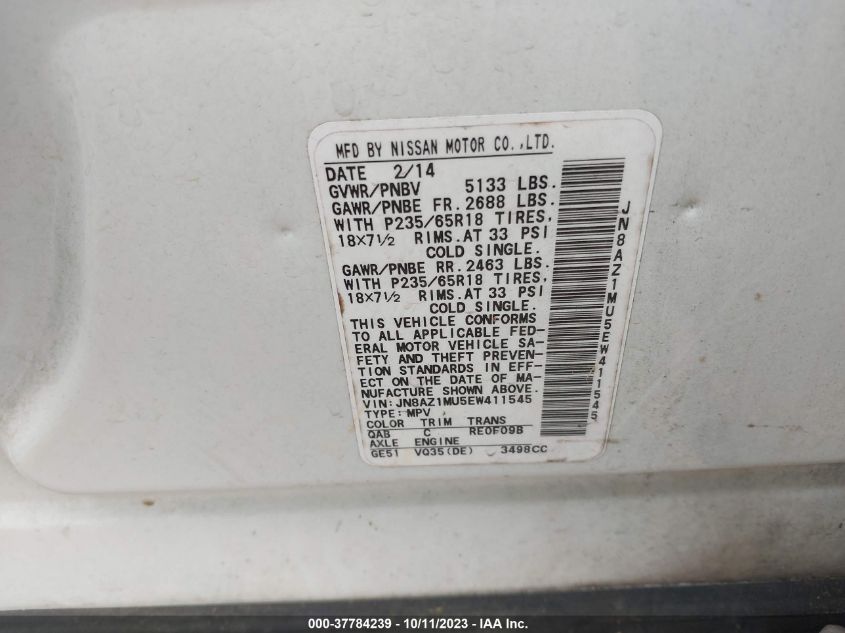 MFD BY NISSAN MOTOR CO.,LTD.
DATE 2/14
GVWR/PNBV 5133 LBS.
GAWR/PNBE FR.2688 LBS.
WITH P235/65R18 TIRES,
18×7½ RIMS.AT 33 PSI
COLD SINGLE.
GAWR/PNBE RR.2463 LBS.
WITH P235/65R18 TIRES,
18×7½ RIMS.AT 33 PSI
COLD SINGLE.
THIS VEHICLE CONFORMS
TO ALL APPLICABLE FED-
ERAL MOTOR VEHICLE SA-
FETY AND THEFT PREVEN-
TION STANDARDS IN EFF-
ECT ON THE DATE OF MA-
NUFACTURE SHOWN ABOVE.
VIN:JN8AZ1MU5EW411545
TYPE:MPV
COLOR TRIM TRANS
QAB C RE0F09B
AXLE ENGINE
GE51 VQ35(DE) 3498CC
JN8AZ1MU5EW411545
000-37784239 - 10/11/2023 - IAA Inc.